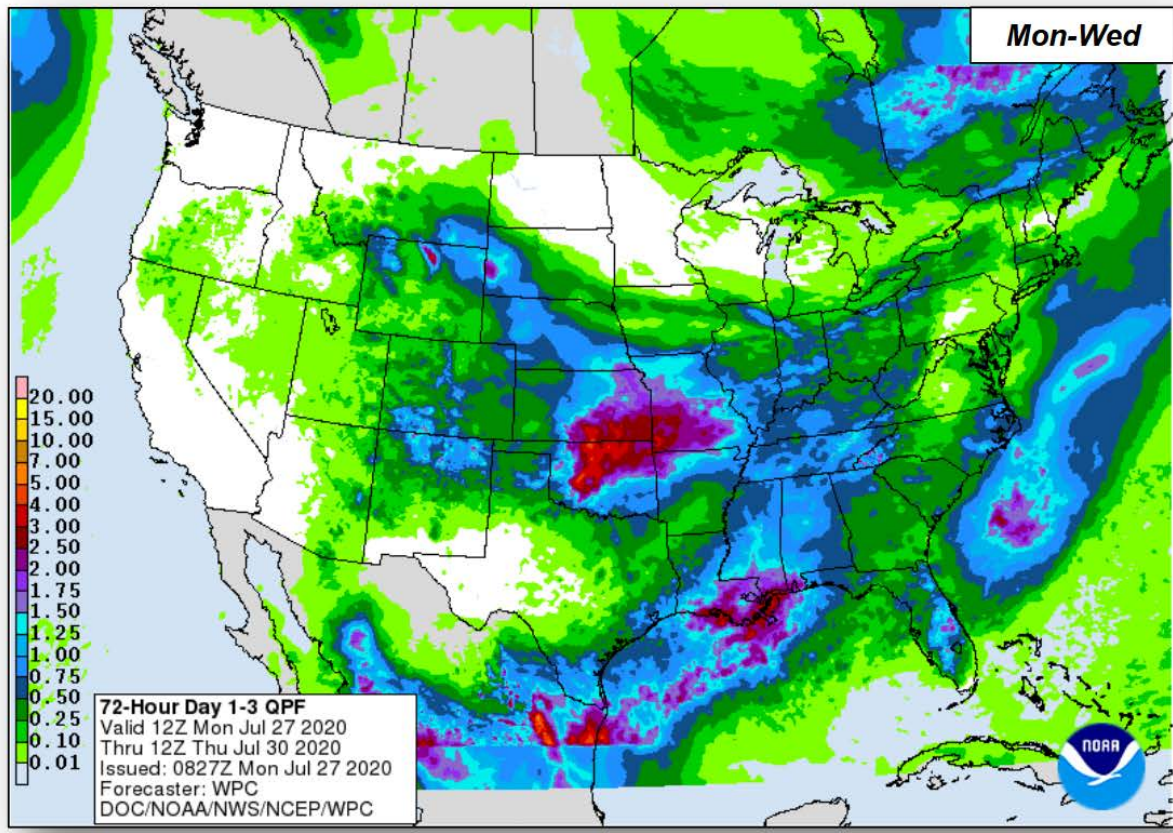 Mon-Wed
20.00
15.00
10.00
7.00
5.00
4.00
3.00
2.50
2.00
1.75
1.50
1.25
1.00
0.75
0.50
0.25
0.10
0.01
72-Hour Day 1-3 QPF
Valid 12Z Mon Jul 27 2020
Thru 12Z Thu Jul 30 2020
Issued: 0827Z Mon Jul 27 2020
Forecaster: WPC
DOC/NOAA/NWS/NCEP/WPC
NOAA